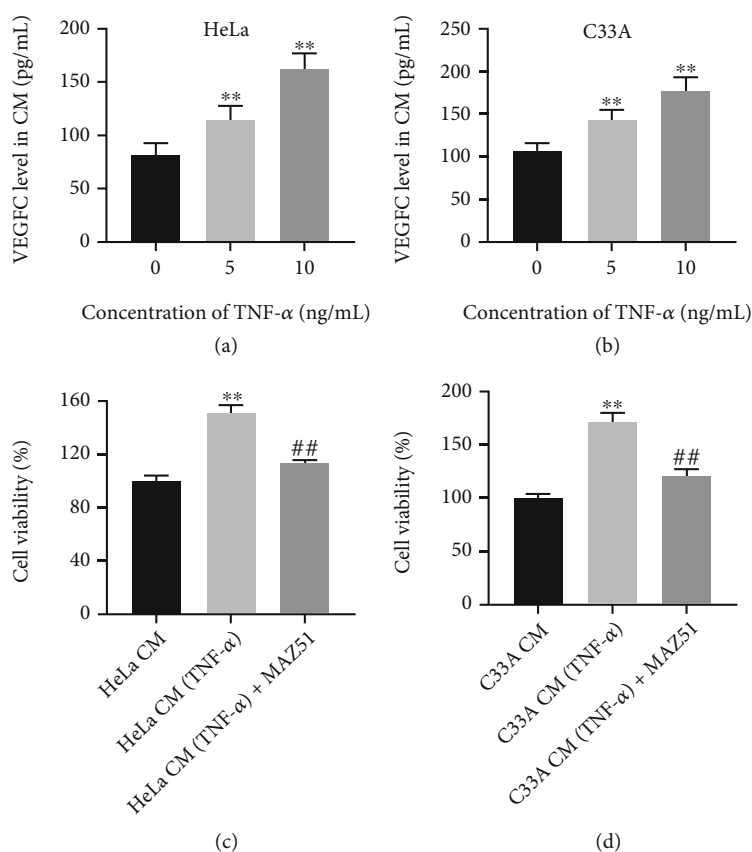 HeLa
VEGFC level in CM (pg/mL)
200
150
100
50
0
**
**
0 5 10
Concentration of TNF-α (ng/mL)
(a)
C33A
VEGFC level in CM (pg/mL)
250
200
150
100
50
0
**
**
0 5 10
Concentration of TNF-α (ng/mL)
(b)
Cell viability (%)
160
120
80
40
0
**
##
HeLa CM
HeLa CM (TNF-α)
HeLa CM (TNF-α) + MAZ51
(c)
Cell viability (%)
200
150
100
50
0
**
##
C33A CM
C33A CM (TNF-α)
C33A CM (TNF-α) + MAZ51
(d)